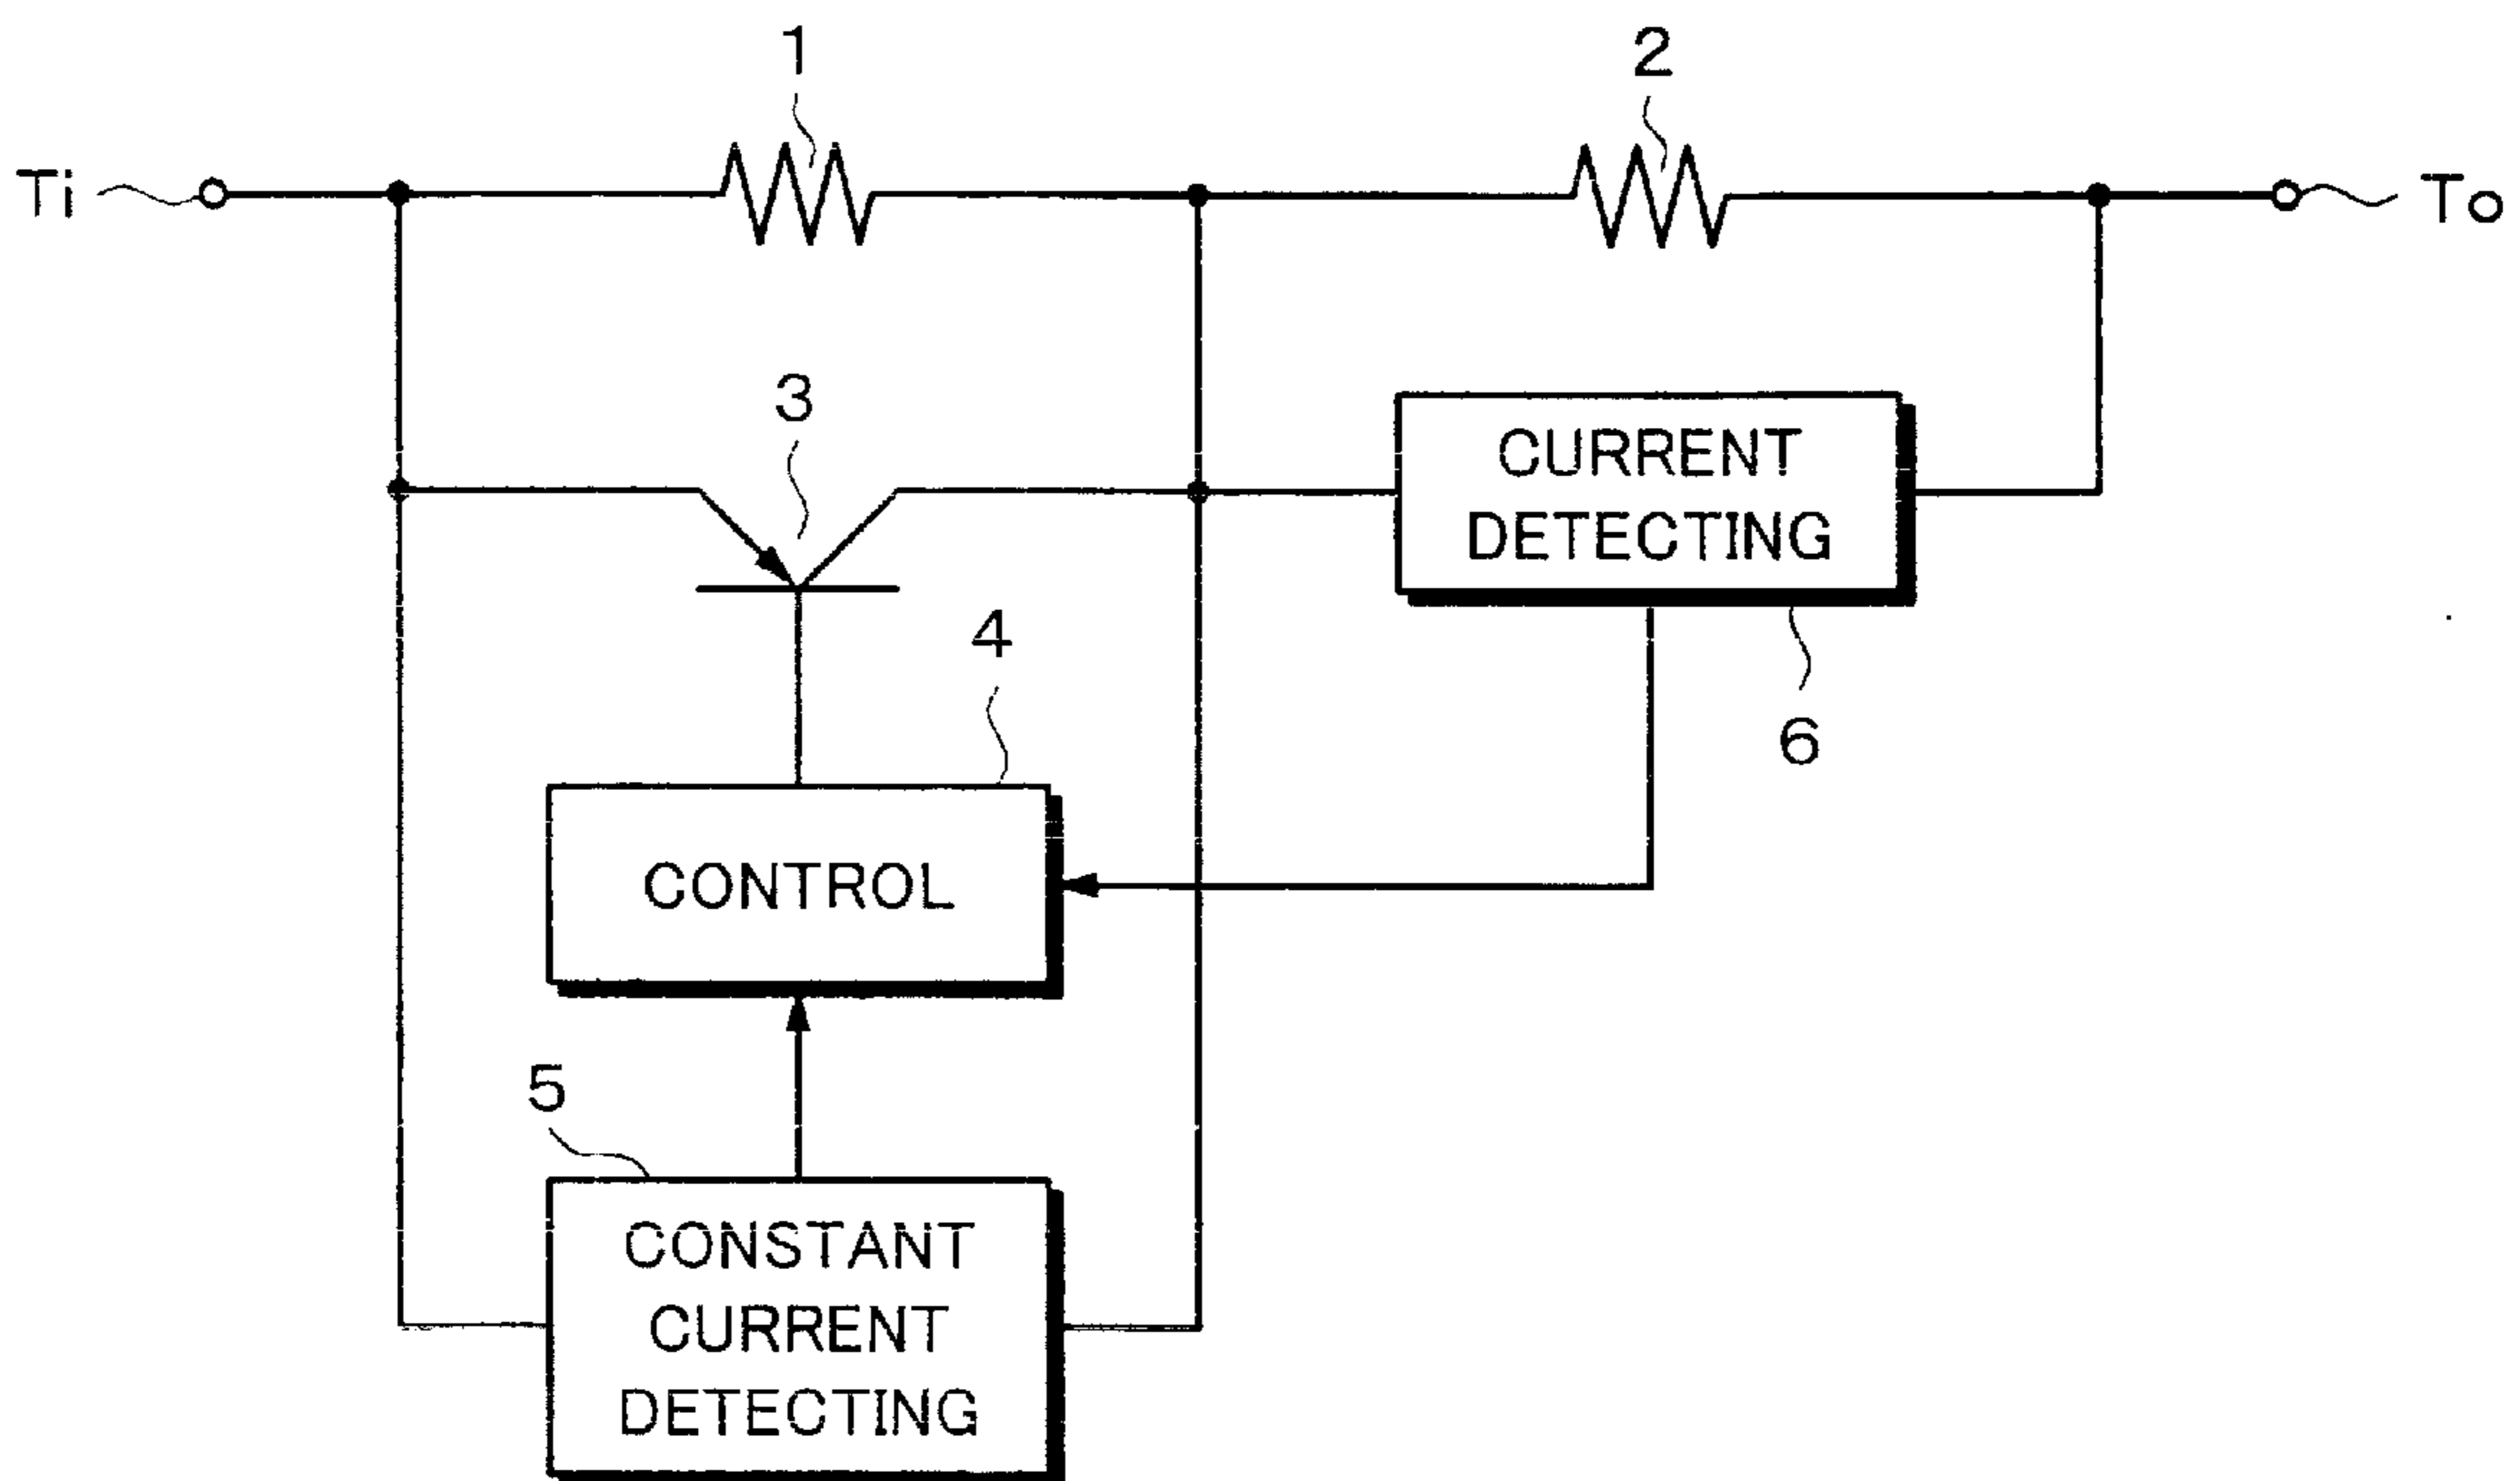 1
2
Ti
To
3
CURRENT
DETECTING
4
6
CONTROL
5
CONSTANT
CURRENT
DETECTING